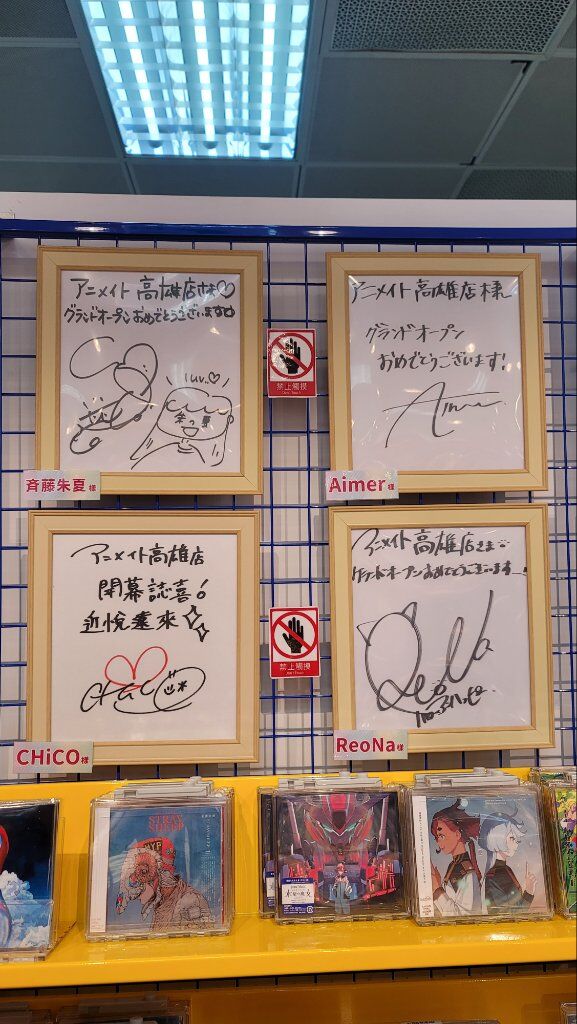 アニメイト 高雄店さま♡
グランドオープンおめでとうございます
luv..♡
斉藤朱夏様
アニメイト 高雄店様
グランドオープン
おめでとうございます!
Aimer
Aimer様
禁止觸摸
アニメイト高雄店
開幕誌喜!
近悅遠來
CHiCO様
アニメイト高雄店さま
グランドオープンおめでとうございます
ReoNa
ReoNa様
禁止觸摸
STRAY
SHEEP